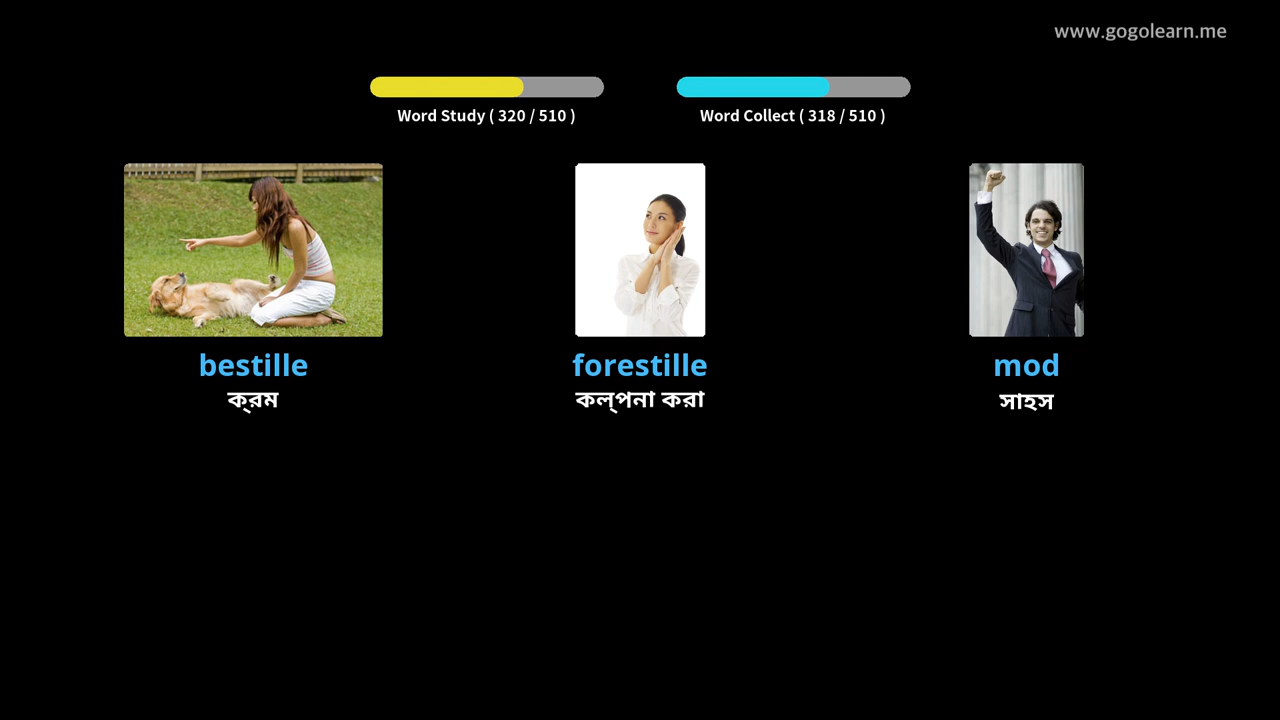 www.gogolearn.me
Word Study ( 320 / 510 )
Word Collect ( 318 / 510 )
bestille
forestille
mod
ক্রম
কল্পনা করা
সাহস